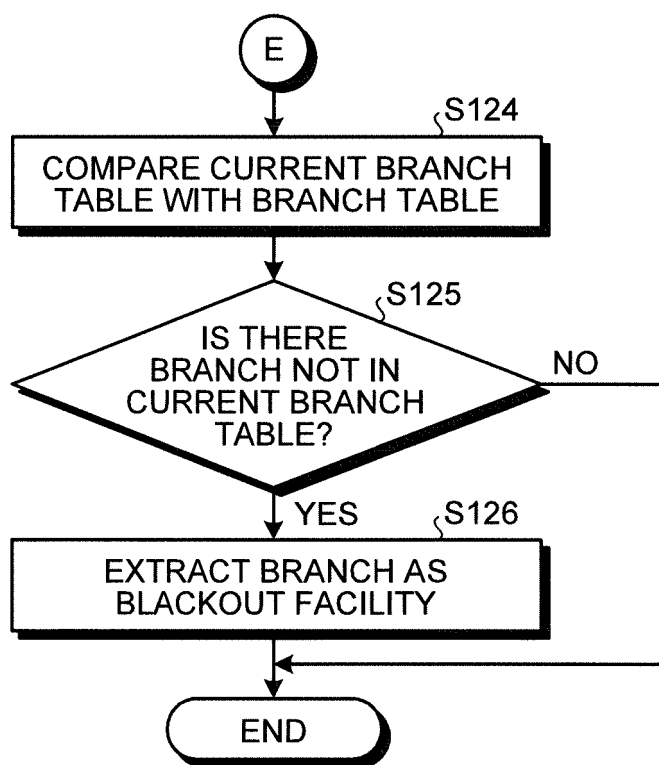 E
S124
COMPARE CURRENT BRANCH
TABLE WITH BRANCH TABLE
S125
IS THERE
BRANCH NOT IN
CURRENT BRANCH
TABLE?
NO
YES
S126
EXTRACT BRANCH AS
BLACKOUT FACILITY
END